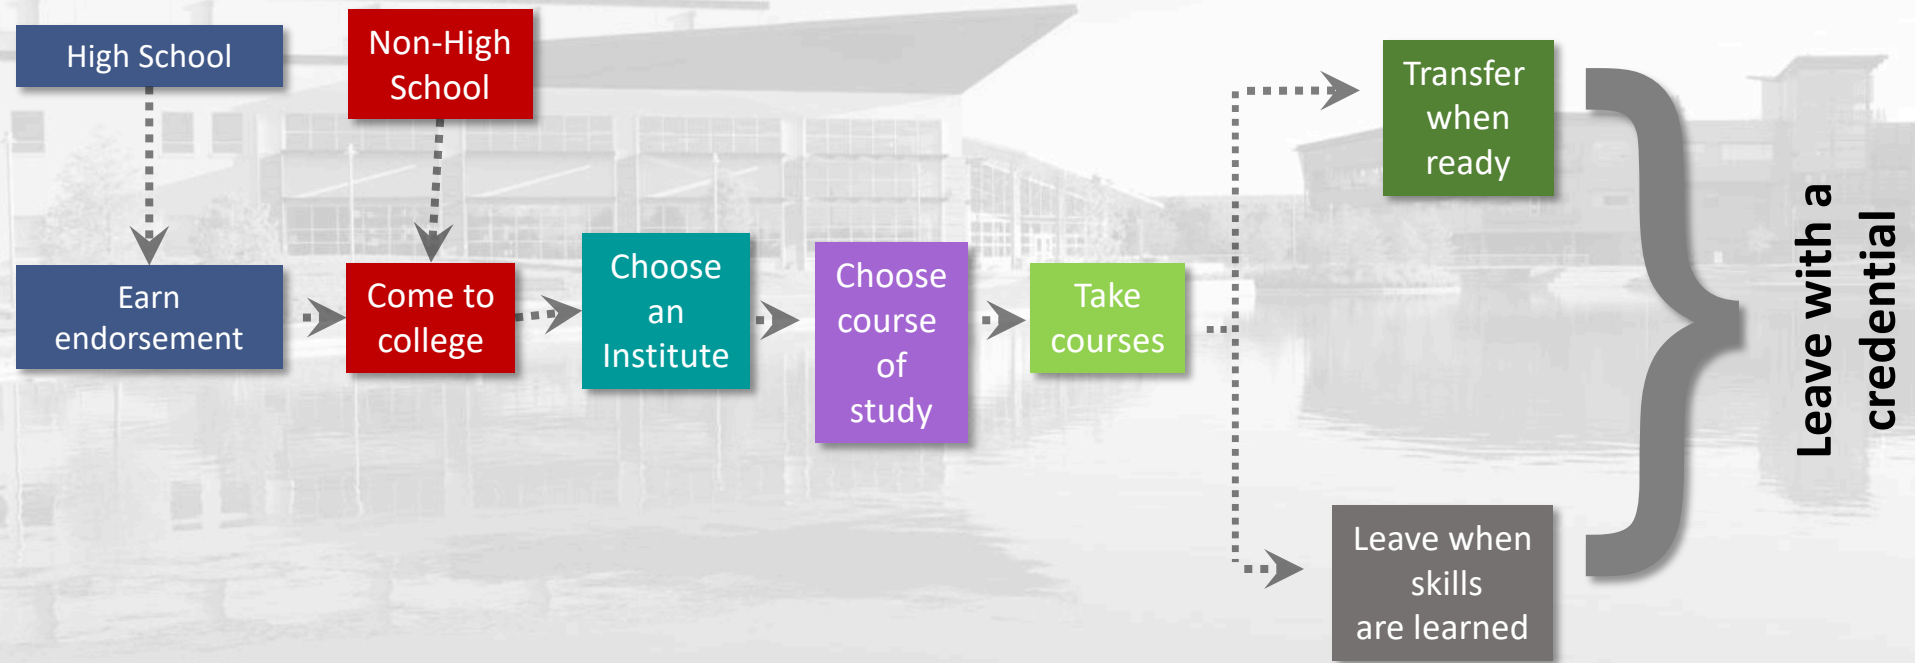 High School
Non-High
School
Earn
endorsement
Come to
college
Choose
an
Institute
Choose
course
of
study
Take
courses
Transfer
when
ready
Leave when
skills
are learned
Leave with a
credential